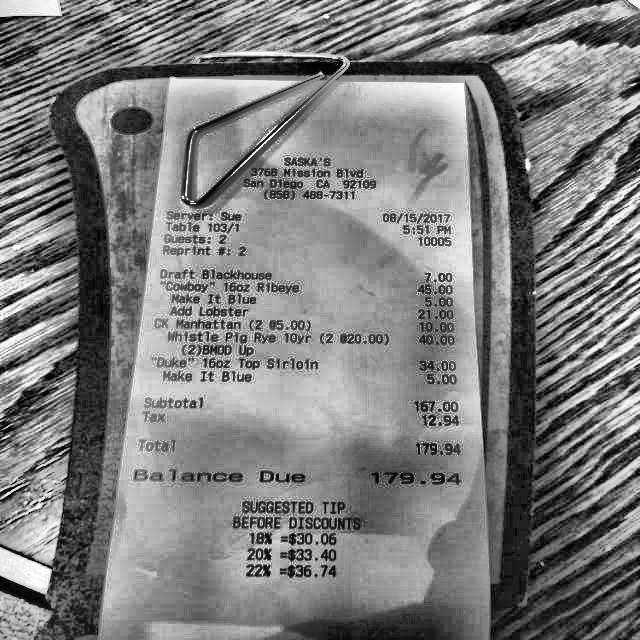 SASKA'S
3768 Mission Blvd
San Diego CA 92109
(858) 488-7311
Server: Sue 08/15/2017
Table 103/1 5:51 PM
Guests: 2 10005
Reprint #: 2
Draft Blackhouse 7.00
"Cowboy" 16oz Ribeye 45.00
Make It Blue 5.00
Add Lobster 21.00
CK Manhattan (2 @5.00) 10.00
Whistle Pig Rye 10yr (2 @20.00) 40.00
(2)BMOD Up
"Duke" 16oz Top Sirloin 34.00
Make It Blue 5.00
Subtotal 167.00
Tax 12.94
Total 179.94
Balance Due 179.94
SUGGESTED TIP
BEFORE DISCOUNTS
18% =$30.06
20% =$33.40
22% =$36.74